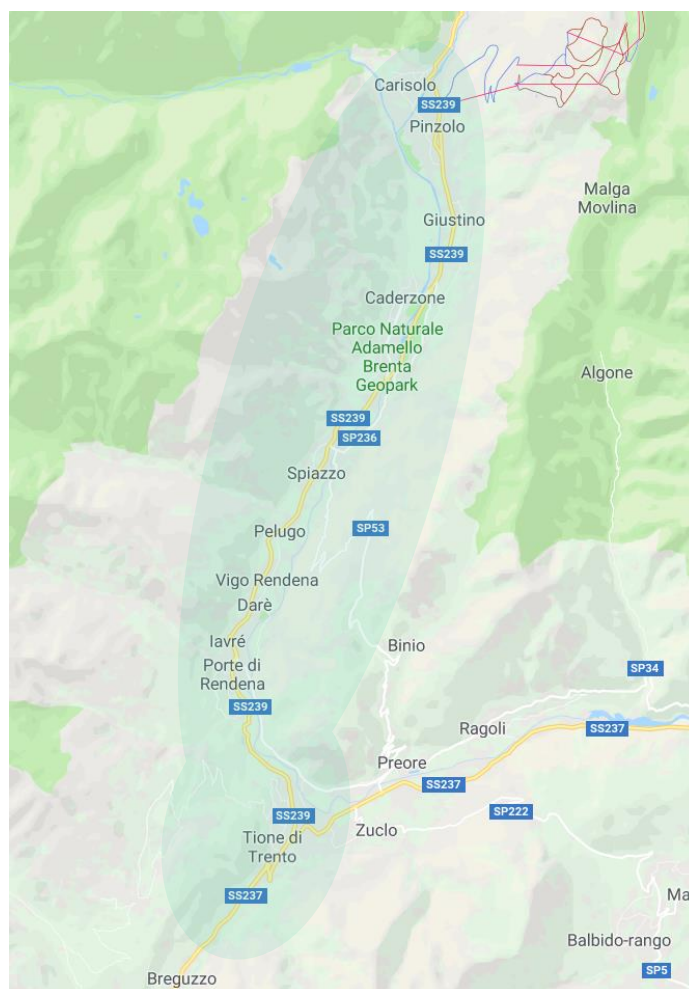 Carisolo
SS239
Pinzolo
Malga
Movlina
Giustino
SS239
Caderzone
Parco Naturale
Adamello
Brenta
Geopark
Algone
SS239
SP236
Spiazzo
SP53
Pelugo
Vigo Rendena
Darè
Iavré
Binio
Porte di
Rendena
SP34
SS239
Ragoli
SS237
Preore
SS237
SP222
SS239
Zuclo
Tione di
Trento
SS237
Ma
Balbido-rango
SP5
Breguzzo